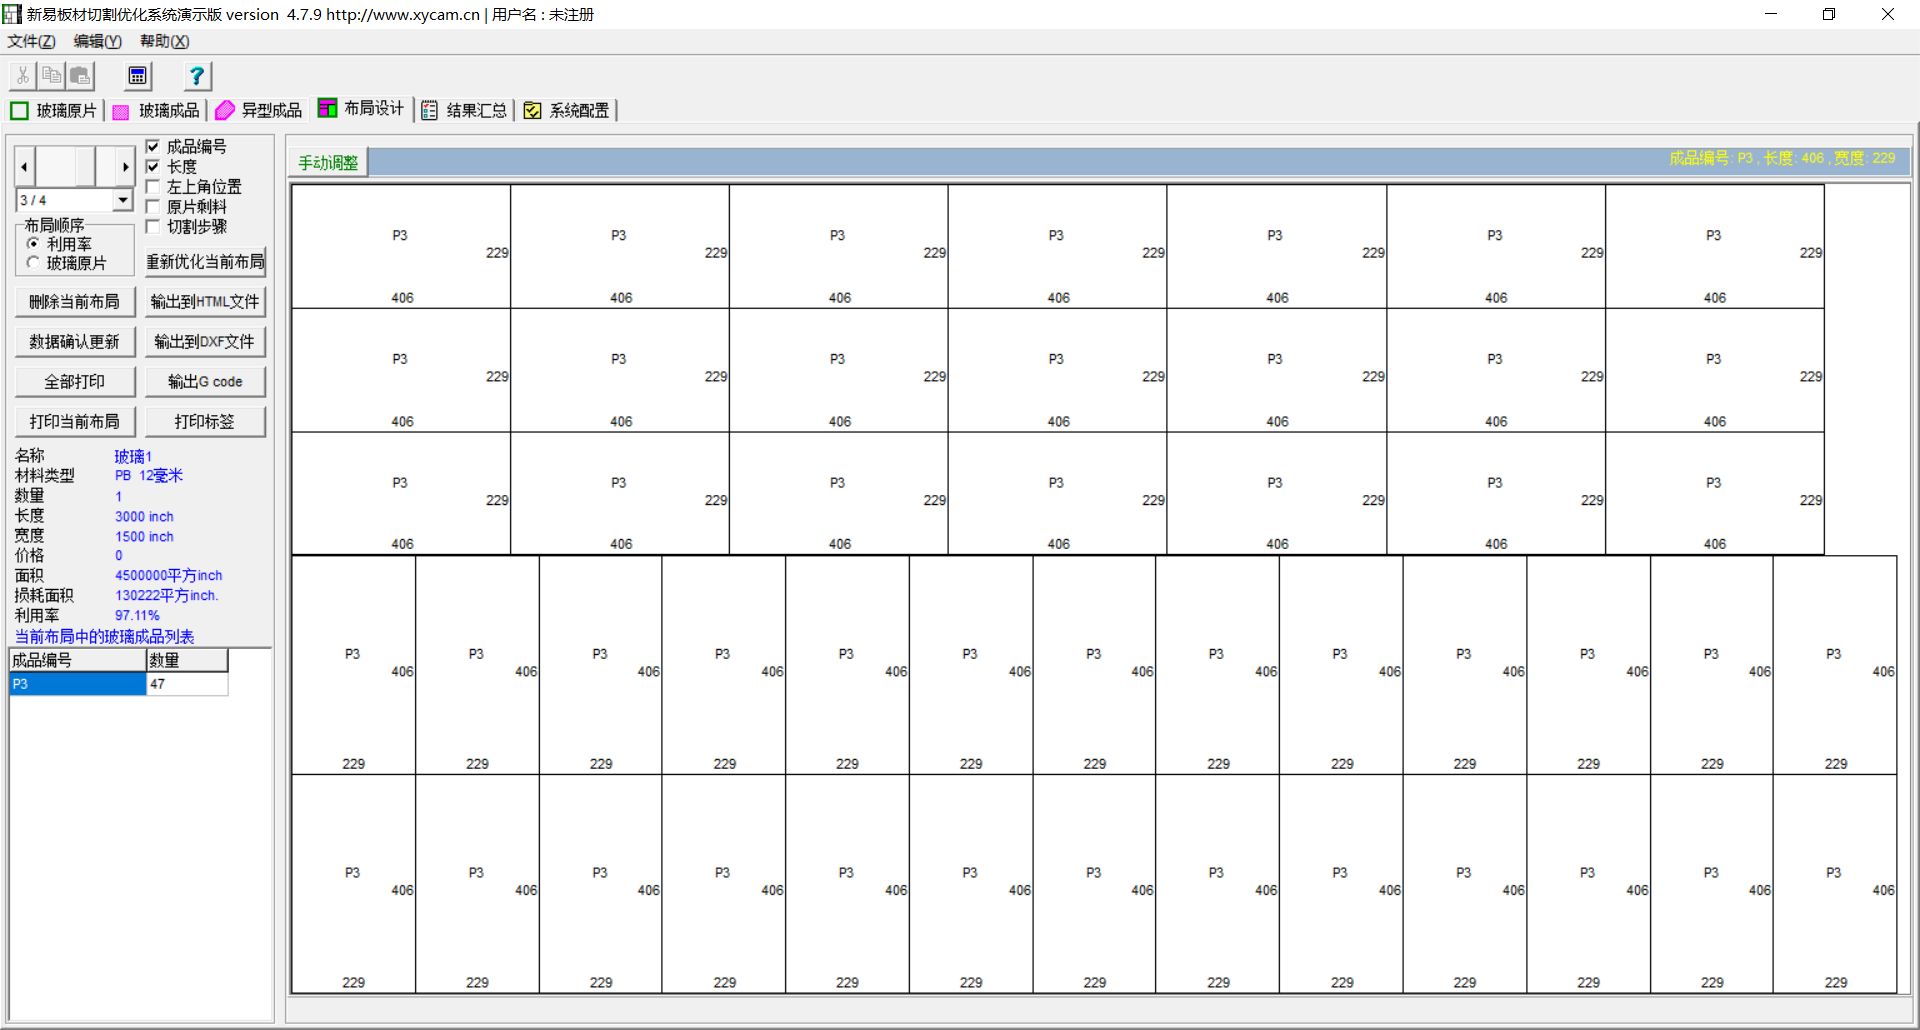 新易板材切割优化系统演示版 version  4.7.9 http://www.xycam.cn | 用户名 : 未注册
文件(Z) 编辑(Y) 帮助(X)
玻璃原片 玻璃成品 异型成品 布局设计 结果汇总 系统配置
成品编号
长度
左上角位置
原片剩料
切割步骤
3 / 4
布局顺序
利用率
玻璃原片
重新优化当前布局
删除当前布局 输出到HTML文件
数据确认更新 输出到DXF文件
全部打印 输出G code
打印当前布局 打印标签
名称 玻璃1
材料类型 PB  12毫米
数量 1
长度 3000 inch
宽度 1500 inch
价格 0
面积 4500000平方inch
损耗面积 130222平方inch.
利用率 97.11%
当前布局中的玻璃成品列表
成品编号 数量
P3 47
手动调整 成品编号: P3 , 长度: 406 , 宽度: 229
P3 P3 P3 P3 P3 P3 P3
229 229 229 229 229 229 229
406 406 406 406 406 406 406
P3 P3 P3 P3 P3 P3 P3
229 229 229 229 229 229 229
406 406 406 406 406 406 406
P3 P3 P3 P3 P3 P3 P3
229 229 229 229 229 229 229
406 406 406 406 406 406 406
P3 P3 P3 P3 P3 P3 P3 P3 P3 P3 P3 P3 P3
406 406 406 406 406 406 406 406 406 406 406 406 406
229 229 229 229 229 229 229 229 229 229 229 229 229
P3 P3 P3 P3 P3 P3 P3 P3 P3 P3 P3 P3 P3
406 406 406 406 406 406 406 406 406 406 406 406 406
229 229 229 229 229 229 229 229 229 229 229 229 229